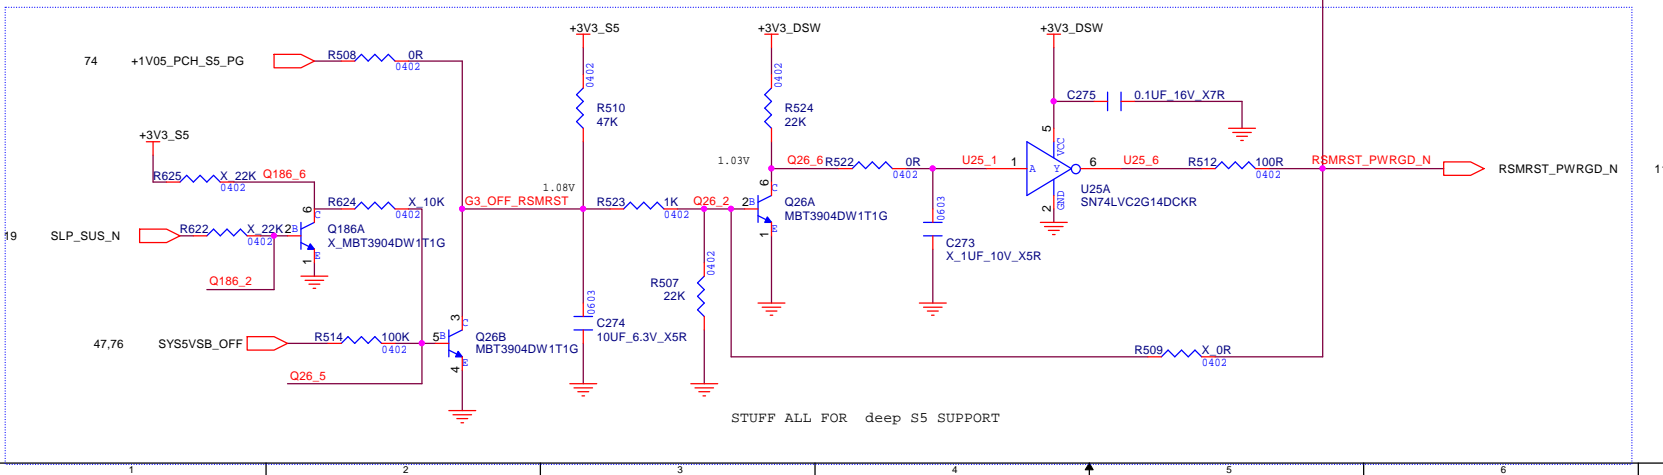 +3V3_S5 +3V3_DSW +3V3_DSW
74 +1V05_PCH_S5_PG R508 0R
0402
0402
R510
47K
0402
R524
22K
C275 0.1UF_16V_X7R
+3V3_S5
5
VCC
R625 X_22K Q186_6
0402
1.03V Q26_6 R522 0R U25_1 1 A Y 6 U25_6 R512 100R RSMRST_PWRGD_N RSMRST_PWRGD_N
0402
0402
U25A
SN74LVC2G14DCKR
2
GND
1.08V
6
C
R624 X_10K G3_OFF_RSMRST R523 1K Q26_2 2 B
0402
0402
6
C
Q26A
MBT3904DW1T1G
1
E
19 SLP_SUS_N R622 X_22K 2 B
0402
Q186A
X_MBT3904DW1T1G
1
E
0603
C273
X_1UF_10V_X5R
Q186_2
0402
R507
22K
0603
C274
10UF_6.3V_X5R
3
C
47,76 SYS5VSB_OFF R514 100K 5 B
0402
Q26B
MBT3904DW1T1G
E
4
R509 X_0R
0402
Q26_5
STUFF ALL FOR deep S5 SUPPORT
1 2 3 4 5 6